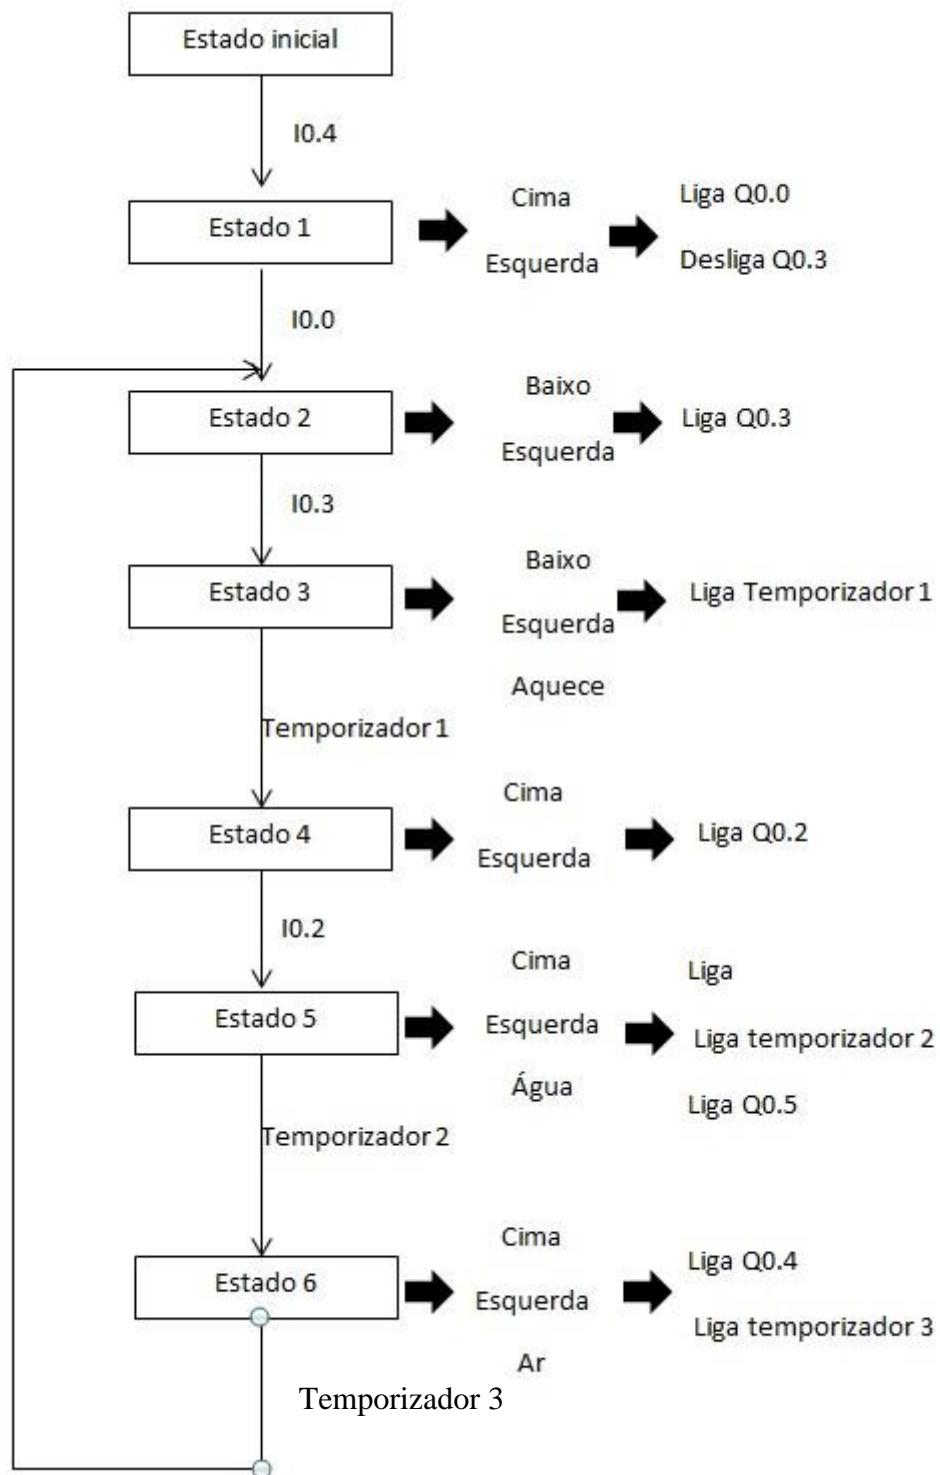 Estado inicial
I0.4
Estado 1
Cima
Esquerda
Liga Q0.0
Desliga Q0.3
I0.0
Estado 2
Baixo
Esquerda
Liga Q0.3
I0.3
Estado 3
Baixo
Esquerda
Aquece
Liga Temporizador 1
Temporizador 1
Estado 4
Cima
Esquerda
Liga Q0.2
I0.2
Estado 5
Cima
Esquerda
Água
Liga
Liga temporizador 2
Liga Q0.5
Temporizador 2
Estado 6
Cima
Esquerda
Ar
Liga Q0.4
Liga temporizador 3
Temporizador 3